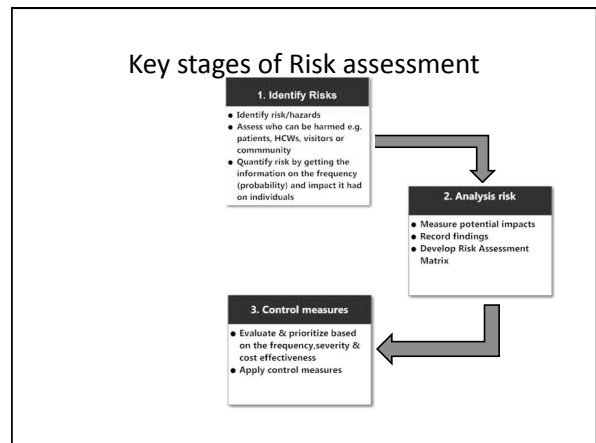 Key stages of Risk assessment
1. Identify Risks
● Identify risk/hazards
● Assess who can be harmed e.g.
patients, HCWs, visitors or
commmunity
● Quantify risk by getting the
information on the frequency
(probability) and impact it had
on individuals
2. Analysis risk
● Measure potential impacts
● Record findings
● Develop Risk Assessment
Matrix
3. Control measures
● Evaluate & prioritize based
on the frequency,severity &
cost effectiveness
● Apply control measures